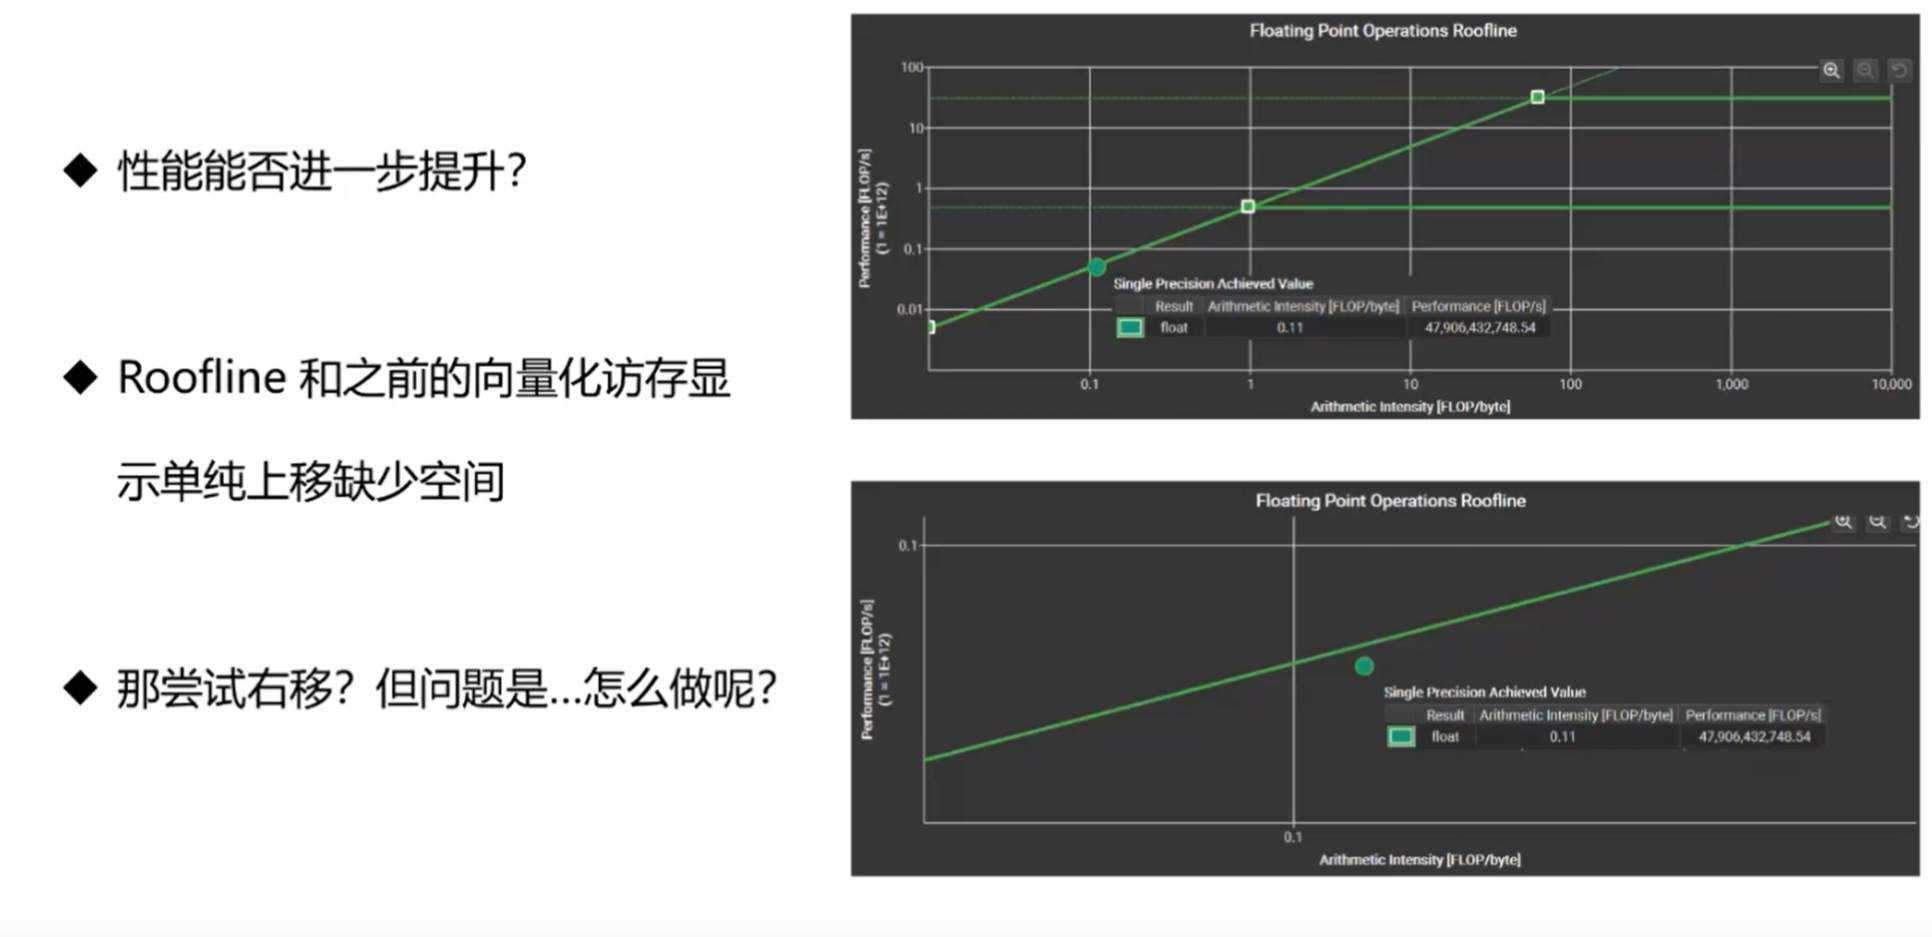 ◆ 性能能否进一步提升？
◆ Roofline 和之前的向量化访存显
示单纯上移缺少空间
◆ 那尝试右移？但问题是...怎么做呢？
Floating Point Operations Roofline
100
10
1
0.1
0.01
Performance [FLOP/s]
(1 = 1E+12)
Single Precision Achieved Value
Result Arithmetic Intensity [FLOP/byte] Performance [FLOP/s]
float 0.11 47,906,432,748.54
0.1 1 10 100 1,000 10,000
Arithmetic Intensity [FLOP/byte]
Floating Point Operations Roofline
0.1
Performance [FLOP/s]
(1 = 1E+12)
Single Precision Achieved Value
Result Arithmetic Intensity [FLOP/byte] Performance [FLOP/s]
float 0.11 47,906,432,748.54
0.1
Arithmetic Intensity [FLOP/byte]